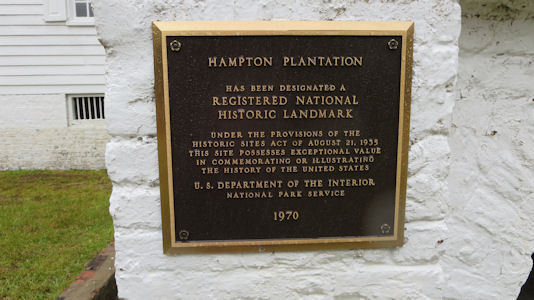 HAMPTON PLANTATION
HAS BEEN DESIGNATED A
REGISTERED NATIONAL
HISTORIC LANDMARK
UNDER THE PROVISIONS OF THE
HISTORIC SITES ACT OF AUGUST 21, 1935
THIS SITE POSSESSES EXCEPTIONAL VALUE
IN COMMEMORATING OR ILLUSTRATING
THE HISTORY OF THE UNITED STATES
U. S. DEPARTMENT OF THE INTERIOR
NATIONAL PARK SERVICE
1970